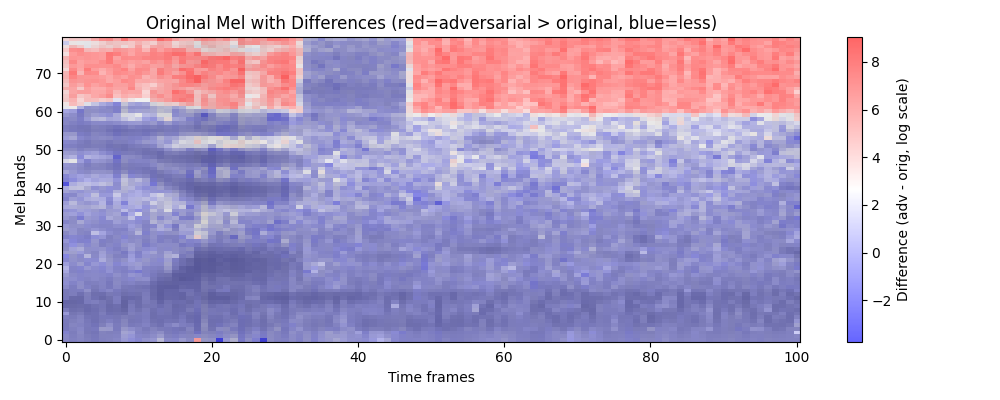 Original Mel with Differences (red=adversarial > original, blue=less)
Mel bands
70
60
50
40
30
20
10
0
0 20 40 60 80 100
Time frames
8
6
4
2
0
−2
Difference (adv - orig, log scale)